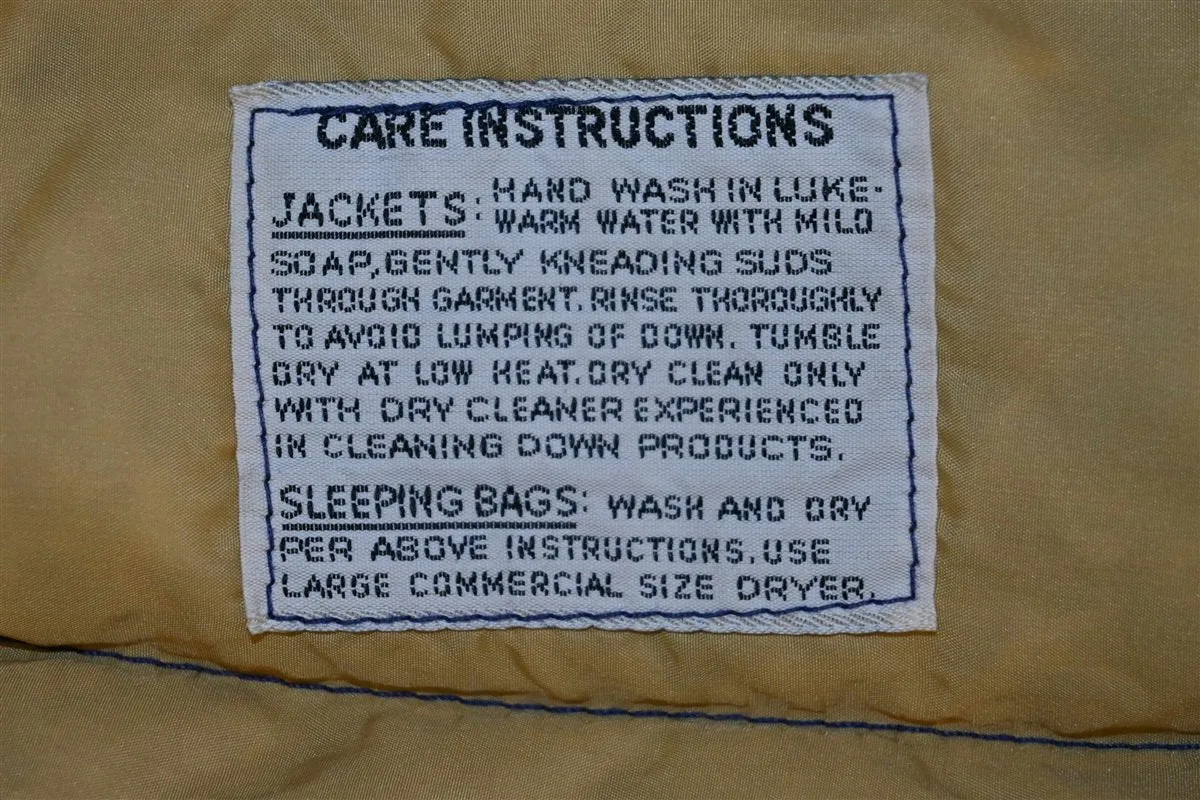 CARE INSTRUCTIONS
JACKETS: HAND WASH IN LUKE-
WARM WATER WITH MILD
SOAP, GENTLY KNEADING SUDS
THROUGH GARMENT. RINSE THOROUGHLY
TO AVOID LUMPING OF DOWN. TUMBLE
DRY AT LOW HEAT. DRY CLEAN ONLY
WITH DRY CLEANER EXPERIENCED
IN CLEANING DOWN PRODUCTS.
SLEEPING BAGS: WASH AND DRY
PER ABOVE INSTRUCTIONS. USE
LARGE COMMERCIAL SIZE DRYER.